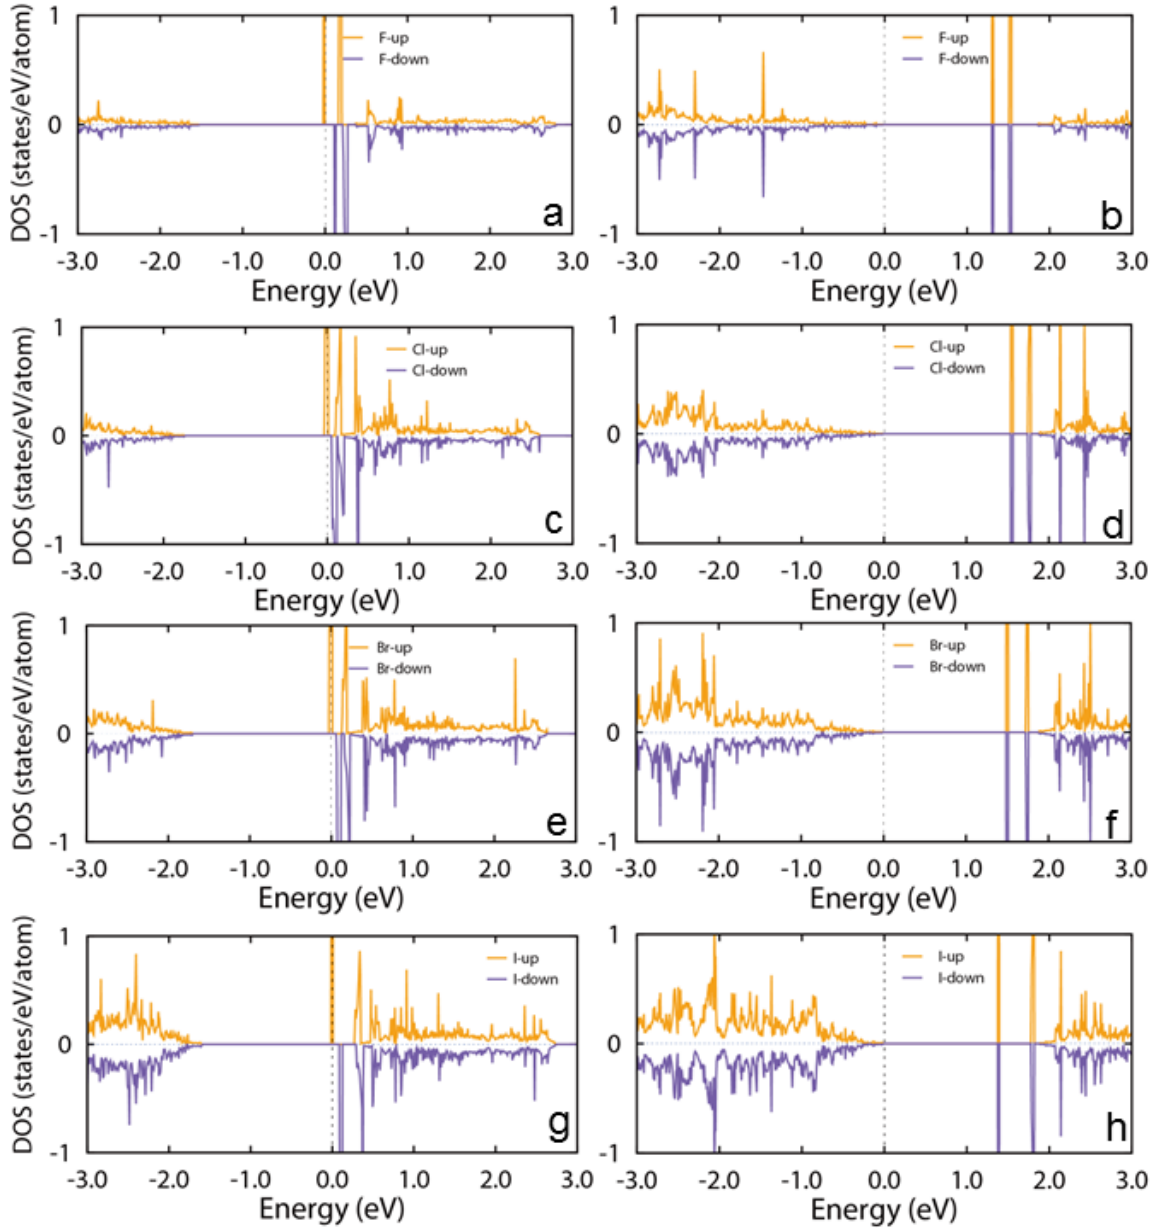 DOS (states/eV/atom)
1
0
-1
F-up
F-down
a
-3.0 -2.0 -1.0 0.0 1.0 2.0 3.0
Energy (eV)
1
0
-1
F-up
F-down
b
-3.0 -2.0 -1.0 0.0 1.0 2.0 3.0
Energy (eV)
DOS (states/eV/atom)
1
0
-1
Cl-up
Cl-down
c
-3.0 -2.0 -1.0 0.0 1.0 2.0 3.0
Energy (eV)
1
0
-1
Cl-up
Cl-down
d
-3.0 -2.0 -1.0 0.0 1.0 2.0 3.0
Energy (eV)
DOS (states/eV/atom)
1
0
-1
Br-up
Br-down
e
-3.0 -2.0 -1.0 0.0 1.0 2.0 3.0
Energy (eV)
1
0
-1
Br-up
Br-down
f
-3.0 -2.0 -1.0 0.0 1.0 2.0 3.0
Energy (eV)
DOS (states/eV/atom)
1
0
-1
I-up
I-down
g
-3.0 -2.0 -1.0 0.0 1.0 2.0 3.0
Energy (eV)
1
0
-1
I-up
I-down
h
-3.0 -2.0 -1.0 0.0 1.0 2.0 3.0
Energy (eV)